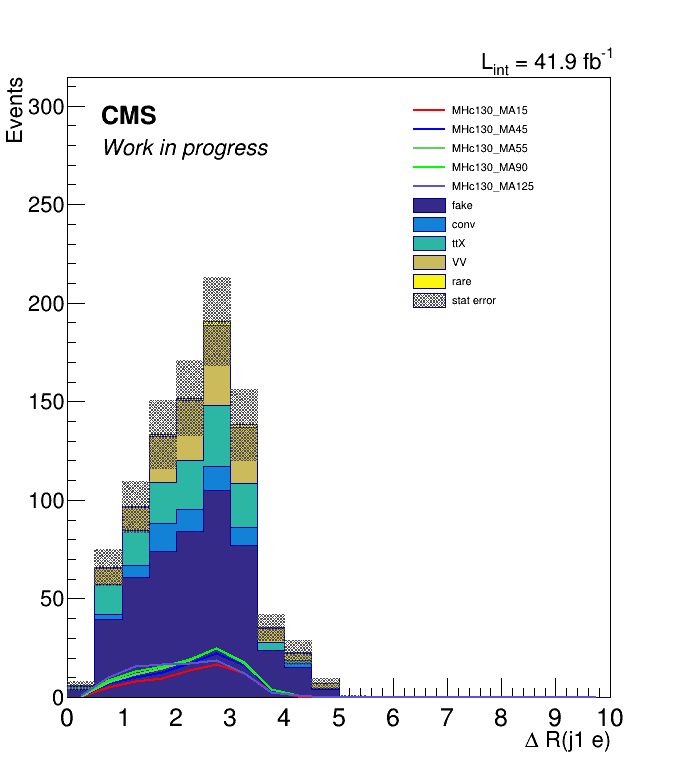 L_int = 41.9 fb^-1
Events
CMS
Work in progress
MHc130_MA15
MHc130_MA45
MHc130_MA55
MHc130_MA90
MHc130_MA125
fake
conv
ttX
VV
rare
stat error
300
250
200
150
100
50
0
0 1 2 3 4 5 6 7 8 9 10
Δ R(j1 e)